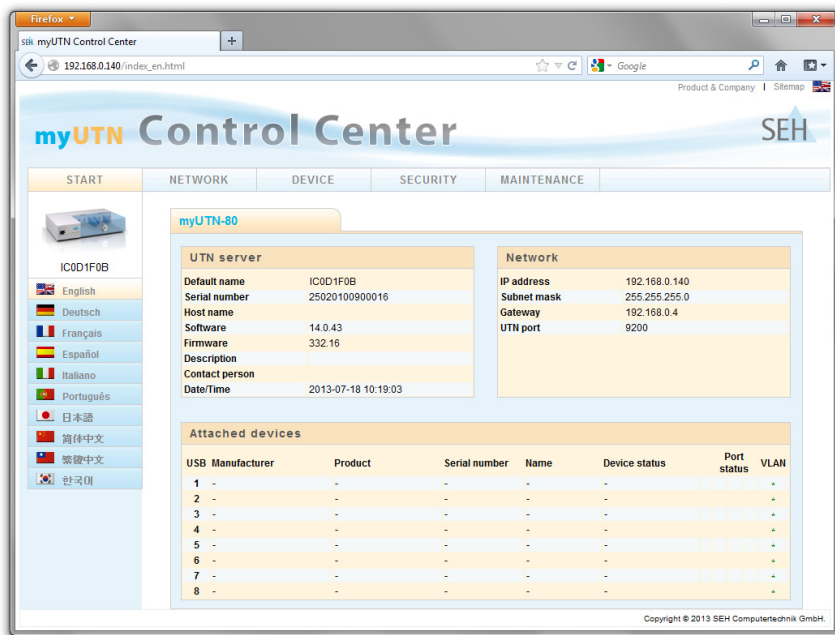 Firefox
SEH myUTN Control Center
+
192.168.0.140/index_en.html
Google
Product & Company | Sitemap
myUTN Control Center
SEH
START NETWORK DEVICE SECURITY MAINTENANCE
IC0D1F0B
English
Deutsch
Français
Español
Italiano
Português
日本語
简体中文
繁體中文
한국어
myUTN-80
UTN server
Default name IC0D1F0B
Serial number 25020100900016
Host name
Software 14.0.43
Firmware 332.16
Description
Contact person
Date/Time 2013-07-18 10:19:03
Network
IP address 192.168.0.140
Subnet mask 255.255.255.0
Gateway 192.168.0.4
UTN port 9200
Attached devices
USB Manufacturer Product Serial number Name Device status Port status VLAN
1 - - - - -
2 - - - - -
3 - - - - -
4 - - - - -
5 - - - - -
6 - - - - -
7 - - - - -
8 - - - - -
Copyright © 2013 SEH Computertechnik GmbH.